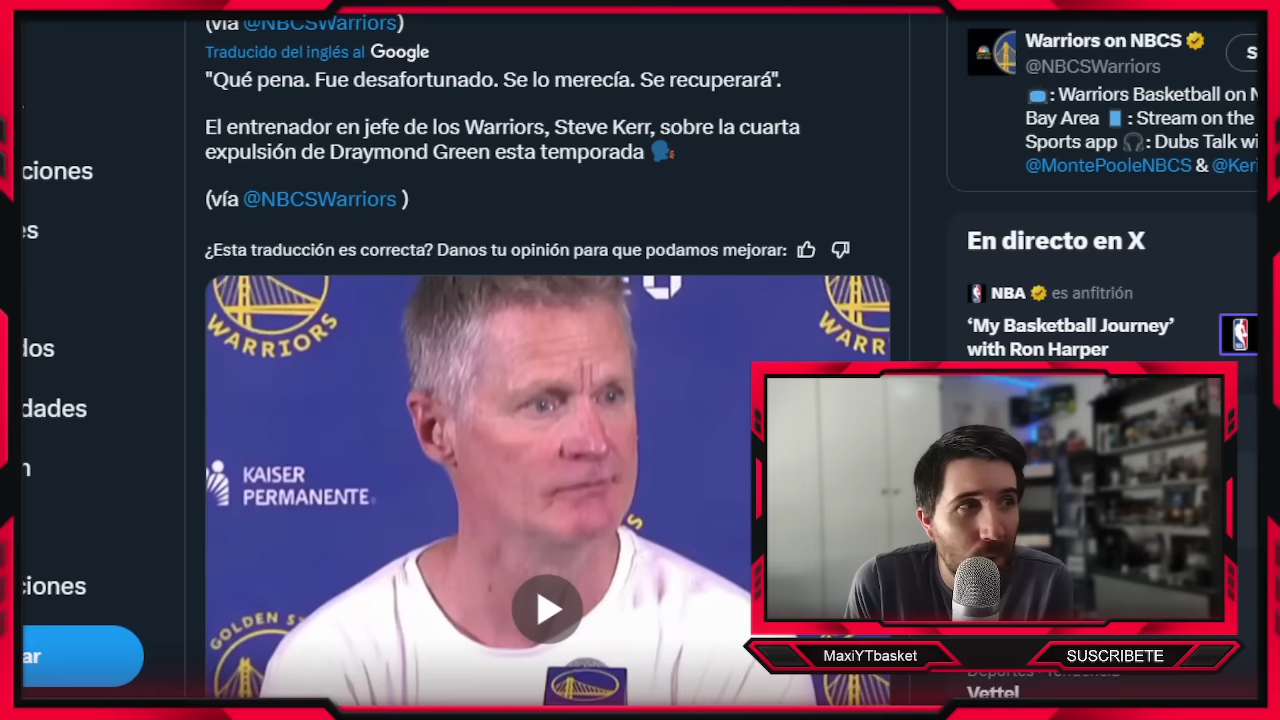 (vía @NBCSWarriors)
Traducido del inglés al Google
"Qué pena. Fue desafortunado. Se lo merecía. Se recuperará".
El entrenador en jefe de los Warriors, Steve Kerr, sobre la cuarta
expulsión de Draymond Green esta temporada
(vía @NBCSWarriors )
¿Esta traducción es correcta? Danos tu opinión para que podamos mejorar:
ciones
es
dos
dades
n
ciones
ar
WARRIORS
WARR
KAISER
PERMANENTE
S
GOLDEN ST
Warriors on NBCS
S
@NBCSWarriors
: Warriors Basketball on N
Bay Area : Stream on the
Sports app : Dubs Talk wi
@MontePooleNBCS & @Keri
En directo en X
NBA es anfitrión
‘My Basketball Journey’
with Ron Harper
MaxiYTbasket
SUSCRIBETE
Deportes · Tendencia
Vettel